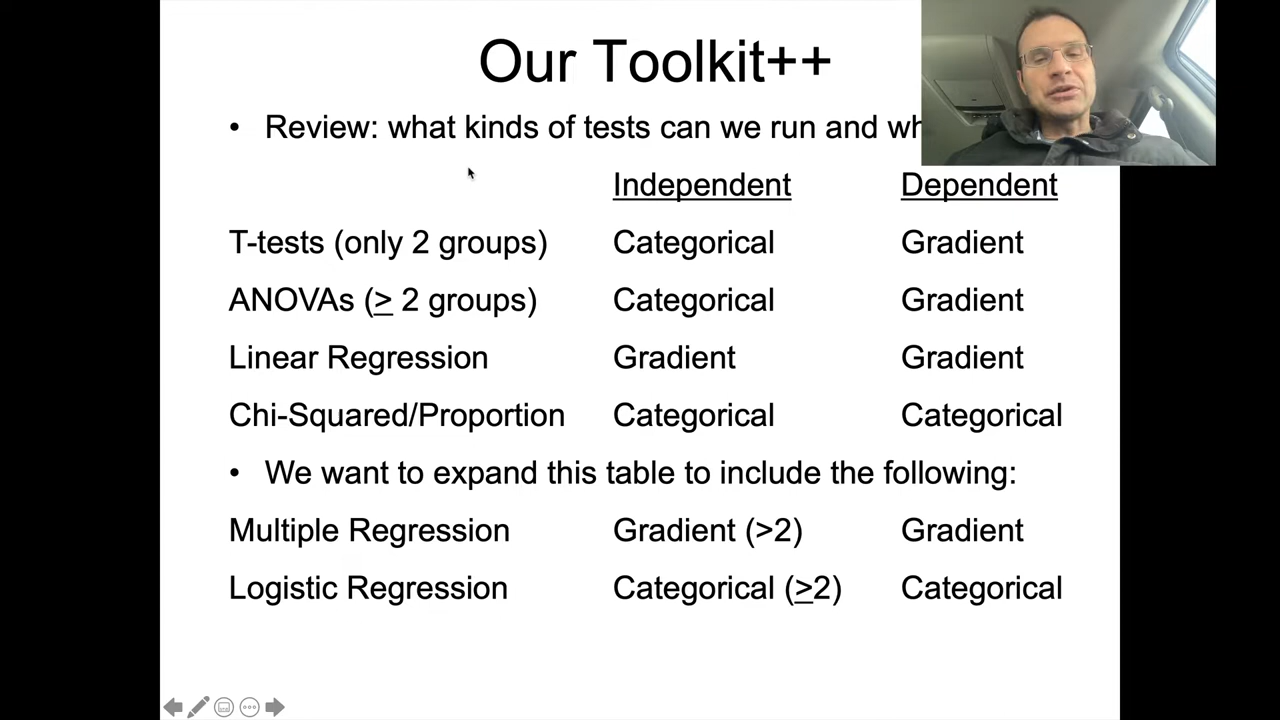 Our Toolkit++
• Review: what kinds of tests can we run and
Independent Dependent
T-tests (only 2 groups) Categorical Gradient
ANOVAs (≥ 2 groups) Categorical Gradient
Linear Regression Gradient Gradient
Chi-Squared/Proportion Categorical Categorical
• We want to expand this table to include the following:
Multiple Regression Gradient (>2) Gradient
Logistic Regression Categorical (≥2) Categorical